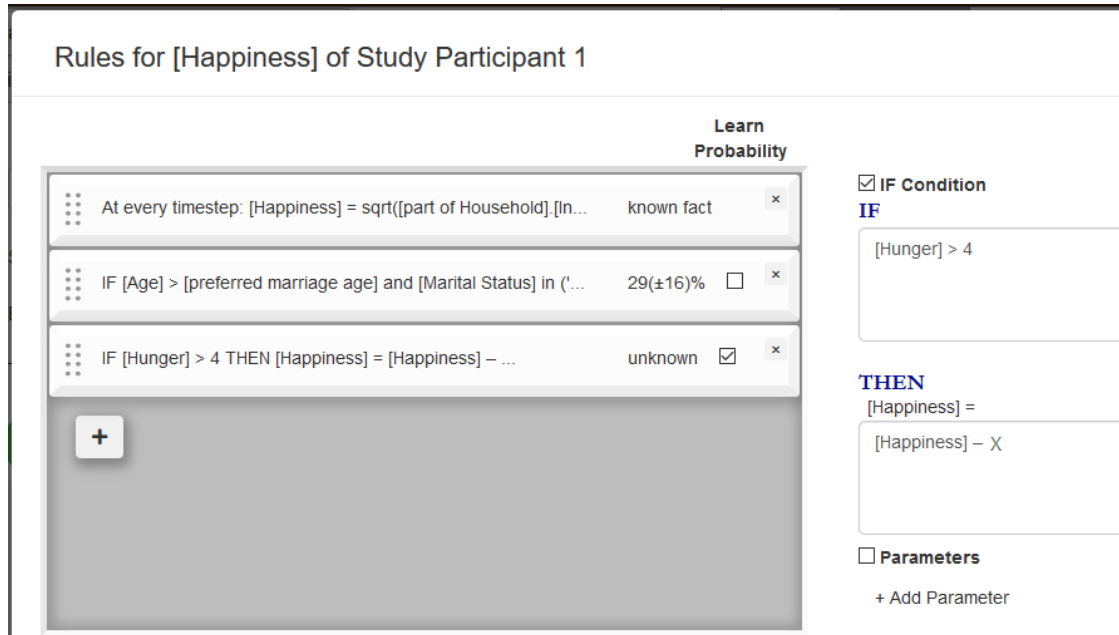 Rules for [Happiness] of Study Participant 1
Learn
Probability
At every timestep: [Happiness] = sqrt([part of Household].[In... known fact ×
IF [Age] > [preferred marriage age] and [Marital Status] in ('... 29(±16)% ×
IF [Hunger] > 4 THEN [Happiness] = [Happiness] – ... unknown ×
+
IF Condition
IF
[Hunger] > 4
THEN
[Happiness] =
[Happiness] – X
Parameters
+ Add Parameter